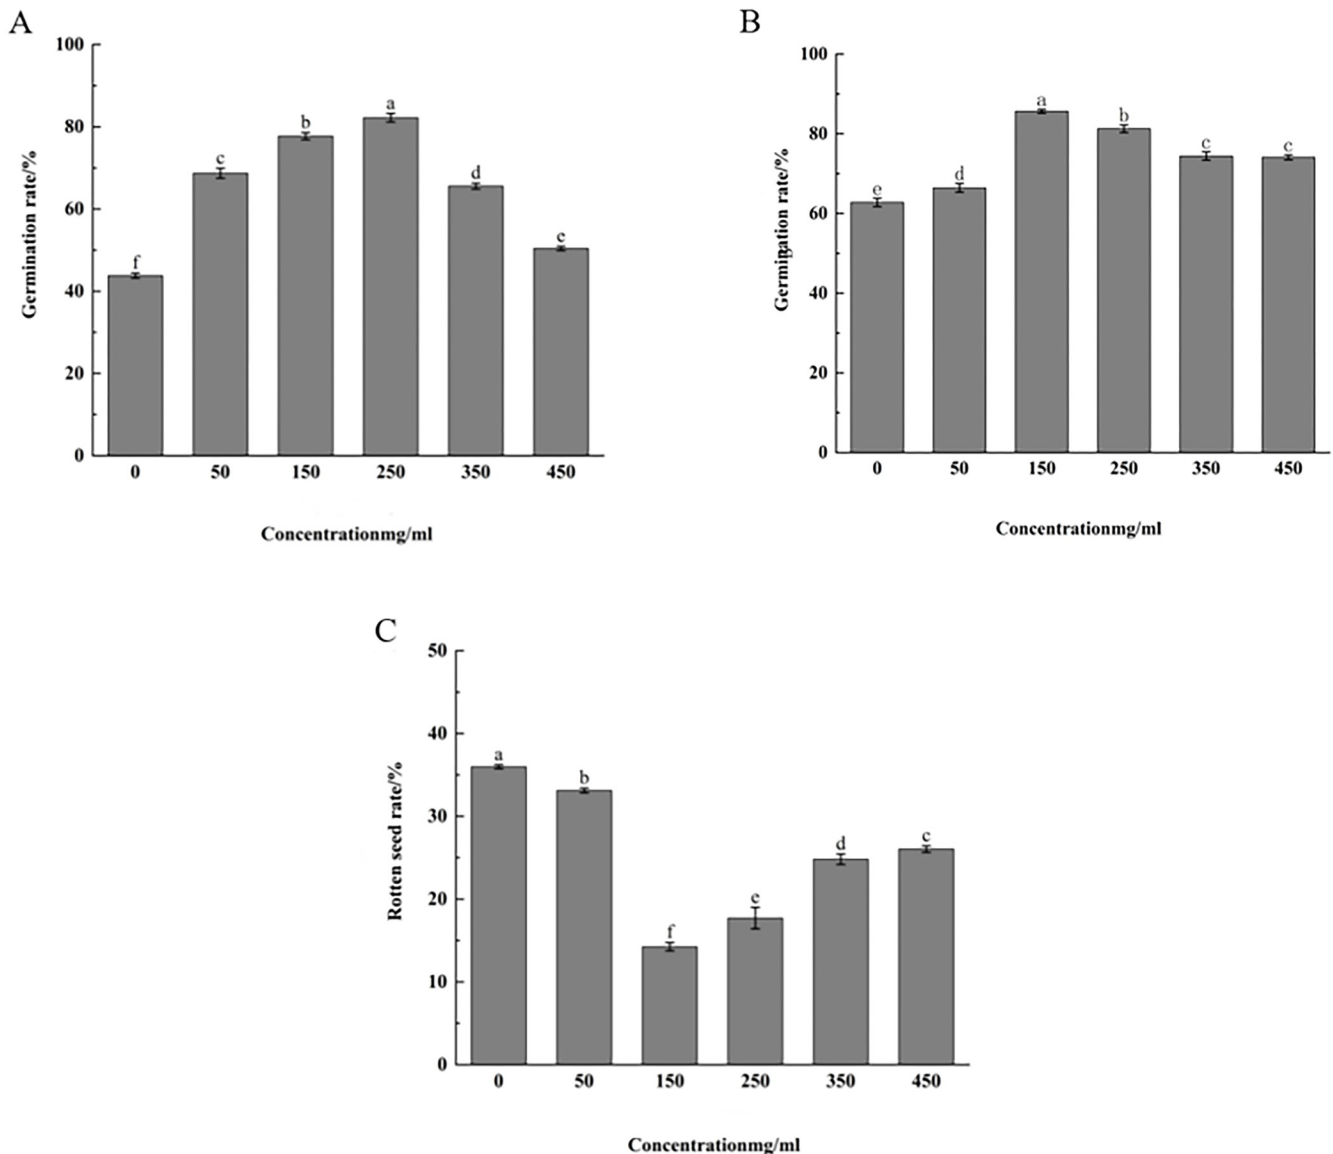 A
100
80
60
40
20
0
Germination rate/%
f
c
b
a
d
e
0 50 150 250 350 450
Concentrationmg/ml
B
100
80
60
40
20
0
Germination rate/%
e
d
a
b
c
c
0 50 150 250 350 450
Concentrationmg/ml
C
50
40
30
20
10
0
Rotten seed rate/%
a
b
f
e
d
c
0 50 150 250 350 450
Concentrationmg/ml